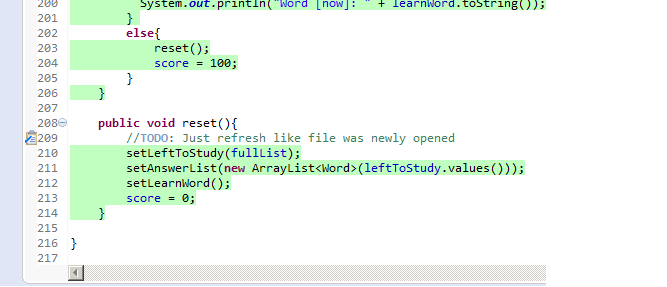 200 System.out.println("Word [now]: " + learnWord.toString());
201 }
202 else{
203 reset();
204 score = 100;
205 }
206 }
207
208 public void reset(){
209 //TODO: Just refresh like file was newly opened
210 setLeftToStudy(fullList);
211 setAnswerList(new ArrayList<Word>(leftToStudy.values()));
212 setLearnWord();
213 score = 0;
214 }
215
216 }
217